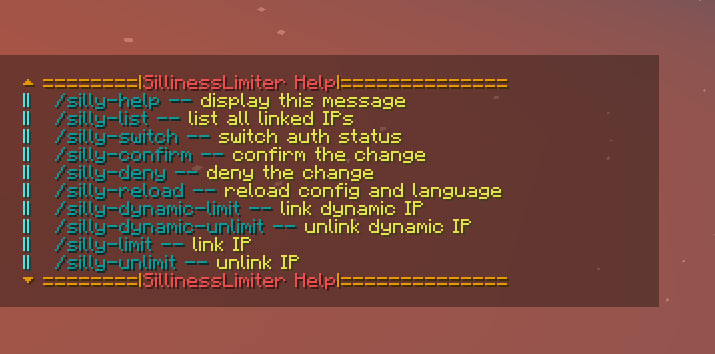 ▲ ========|SillinessLimiter Help|==============
|| /silly-help -- display this message
|| /silly-list -- list all linked IPs
|| /silly-switch -- switch auth status
|| /silly-confirm -- confirm the change
|| /silly-deny -- deny the change
|| /silly-reload -- reload config and language
|| /silly-dynamic-limit -- link dynamic IP
|| /silly-dynamic-unlimit -- unlink dynamic IP
|| /silly-limit -- link IP
|| /silly-unlimit -- unlink IP
▼ ========|SillinessLimiter Help|==============